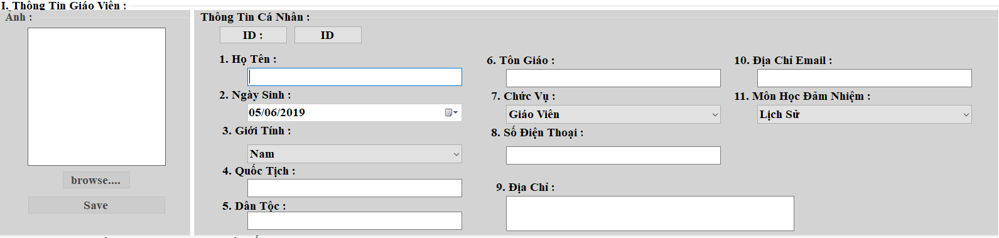 I. Thông Tin Giáo Viên :
Ảnh :
browse....
Save
Thông Tin Cá Nhân :
ID :
ID
1. Họ Tên :
2. Ngày Sinh :
05/06/2019
3. Giới Tính :
Nam
4. Quốc Tịch :
5. Dân Tộc :
6. Tôn Giáo :
7. Chức Vụ :
Giáo Viên
8. Số Điện Thoại :
9. Địa Chỉ :
10. Địa Chỉ Email :
11. Môn Học Đảm Nhiệm :
Lịch Sử